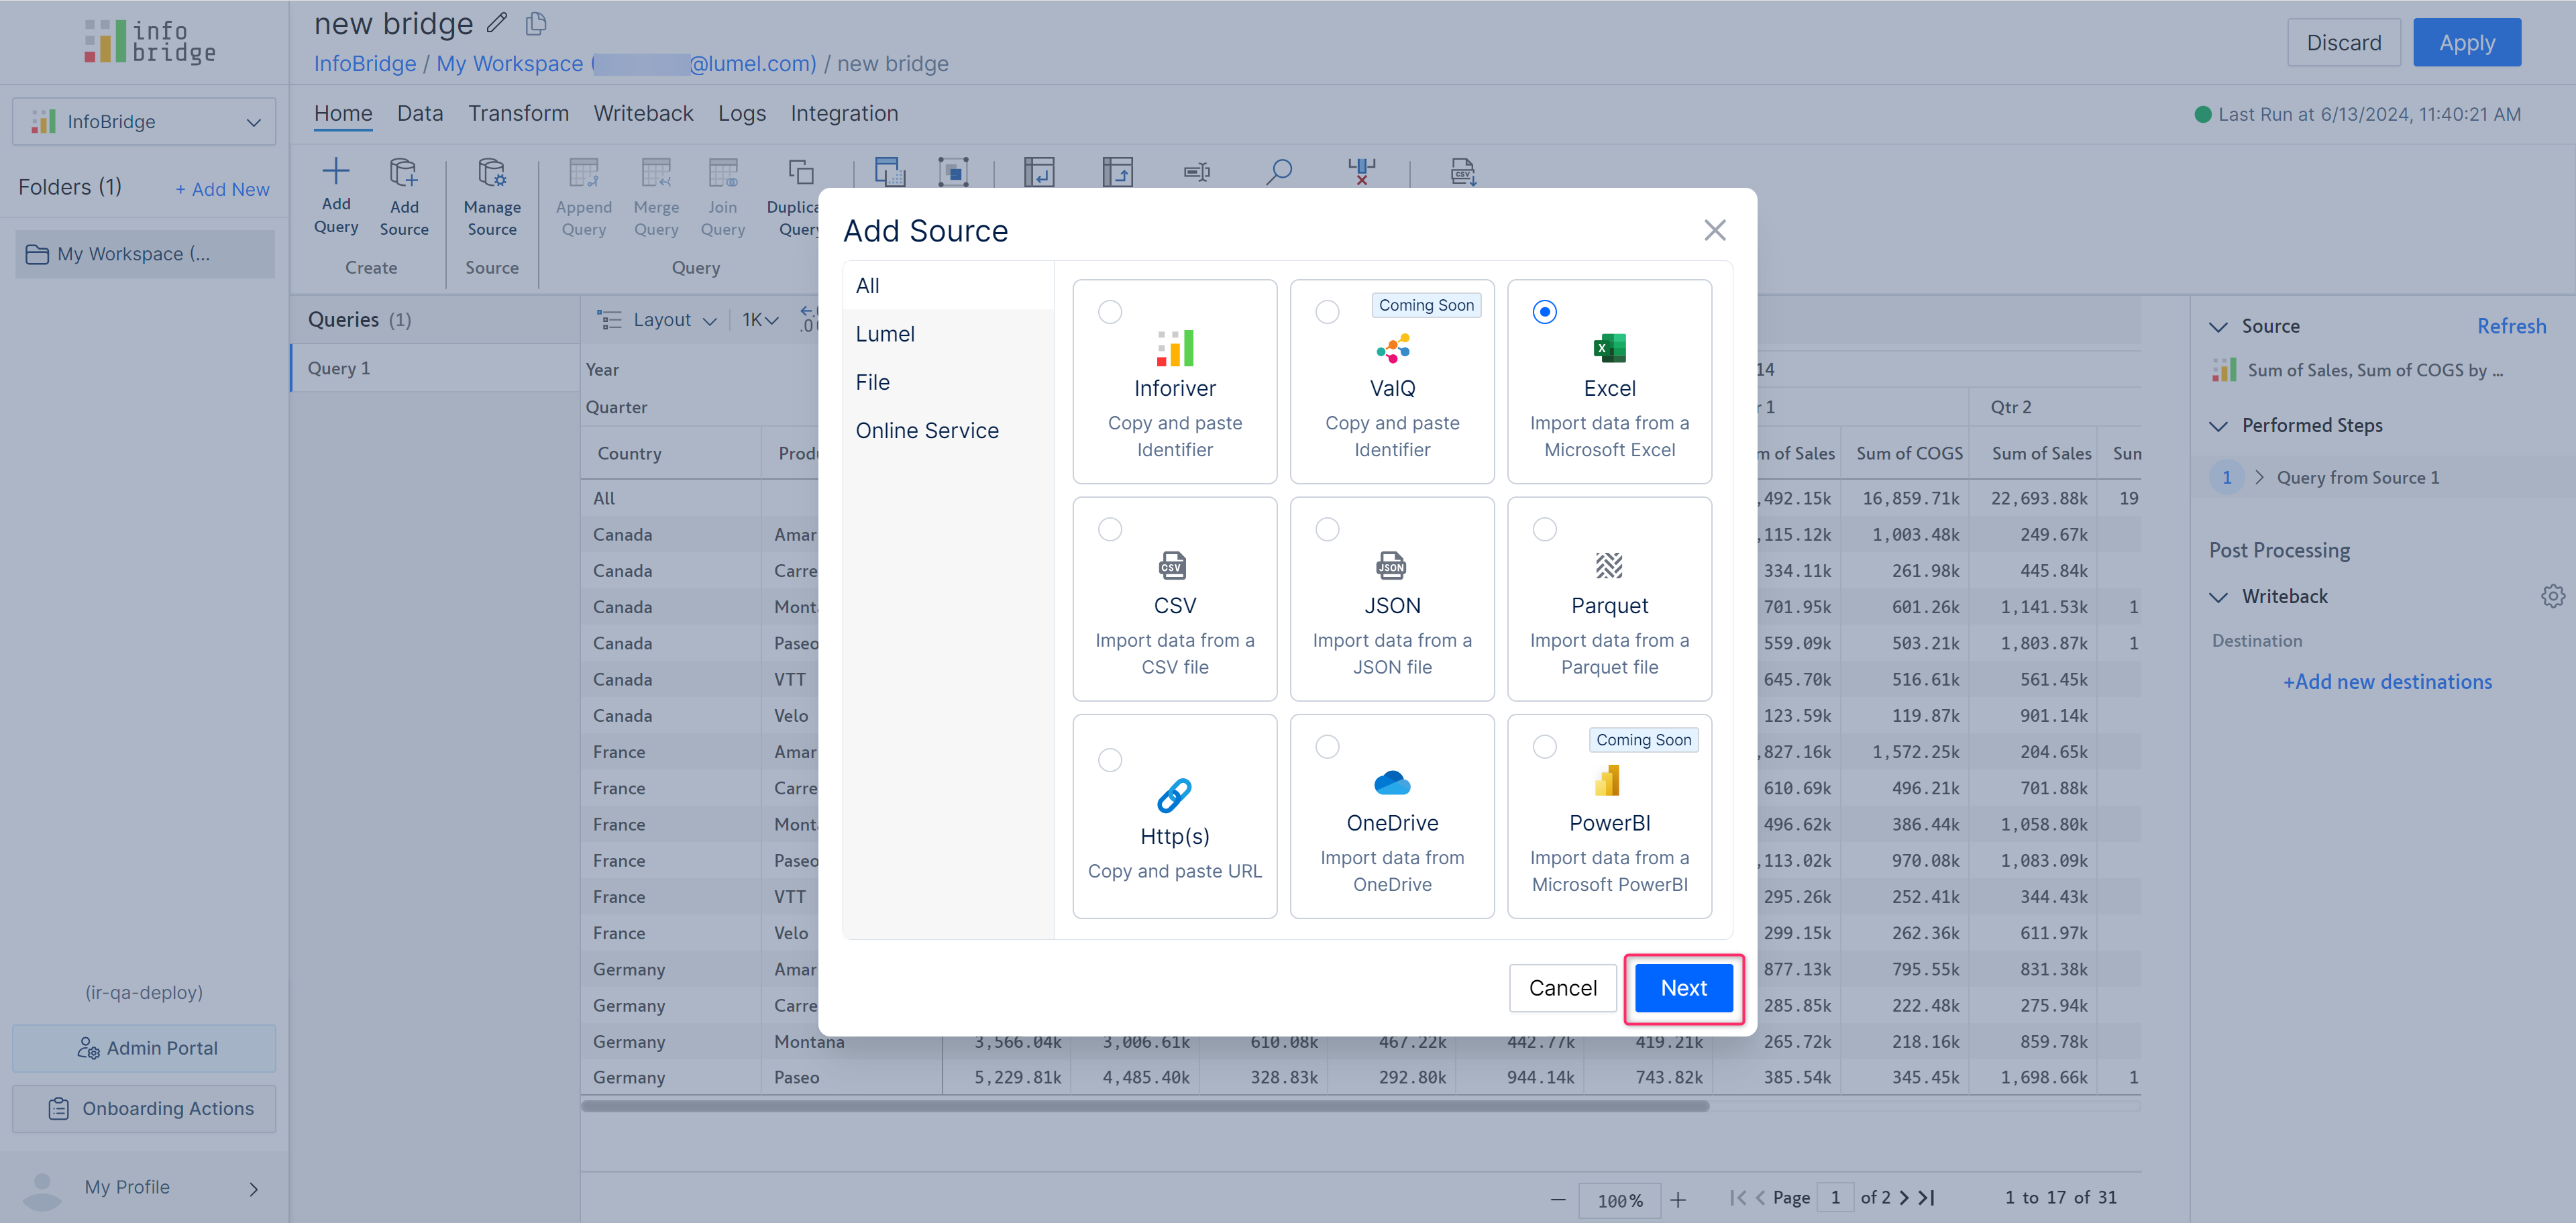 info bridge
new bridge
InfoBridge / My Workspace ( @lumel.com) / new bridge
Discard
Apply
InfoBridge
Home Data Transform Writeback Logs Integration
Last Run at 6/13/2024, 11:40:21 AM
Folders (1)
+ Add New
My Workspace (...
Add Query
Add Source
Create
Manage Source
Source
Append Query
Merge Query
Join Query
Query
CSV
Queries (1)
Query 1
Layout
1K
.0
Year
Quarter
Country
All
Canada
Canada
Canada
Canada
Canada
Canada
France
France
France
France
France VTT
France Velo
Germany
Germany
Germany Montana 3,566.04k 3,006.61k 610.08k 467.22k 442.77k 419.21k 265.72k 218.16k 859.78k
Germany Paseo 5,229.81k 4,485.40k 328.83k 292.80k 944.14k 743.82k 385.54k 345.45k 1,698.66k 1
VTT
Velo
Add Source
All
Lumel
File
Online Service
Inforiver
Copy and paste
Identifier
Coming Soon
ValQ
Copy and paste
Identifier
Excel
Import data from a
Microsoft Excel
CSV
CSV
Import data from a
CSV file
JSON
JSON
Import data from a
JSON file
Parquet
Import data from a
Parquet file
Http(s)
Copy and paste URL
OneDrive
Import data from
OneDrive
Coming Soon
PowerBI
Import data from a
Microsoft PowerBI
Cancel
Next
14
1
Qtr 2
of Sales Sum of COGS Sum of Sales
,492.15k 16,859.71k 22,693.88k 19
,115.12k 1,003.48k 249.67k
334.11k 261.98k 445.84k
701.95k 601.26k 1,141.53k 1
559.09k 503.21k 1,803.87k 1
645.70k 516.61k 561.45k
123.59k 119.87k 901.14k
,827.16k 1,572.25k 204.65k
610.69k 496.21k 701.88k
496.62k 386.44k 1,058.80k
,113.02k 970.08k 1,083.09k
295.26k 252.41k 344.43k
299.15k 262.36k 611.97k
877.13k 795.55k 831.38k
285.85k 222.48k 275.94k
Source
Refresh
Sum of Sales, Sum of COGS by ...
Performed Steps
1 Query from Source 1
Post Processing
Writeback
Destination
+Add new destinations
(ir-qa-deploy)
Admin Portal
Onboarding Actions
My Profile
100%
Page 1 of 2
1 to 17 of 31